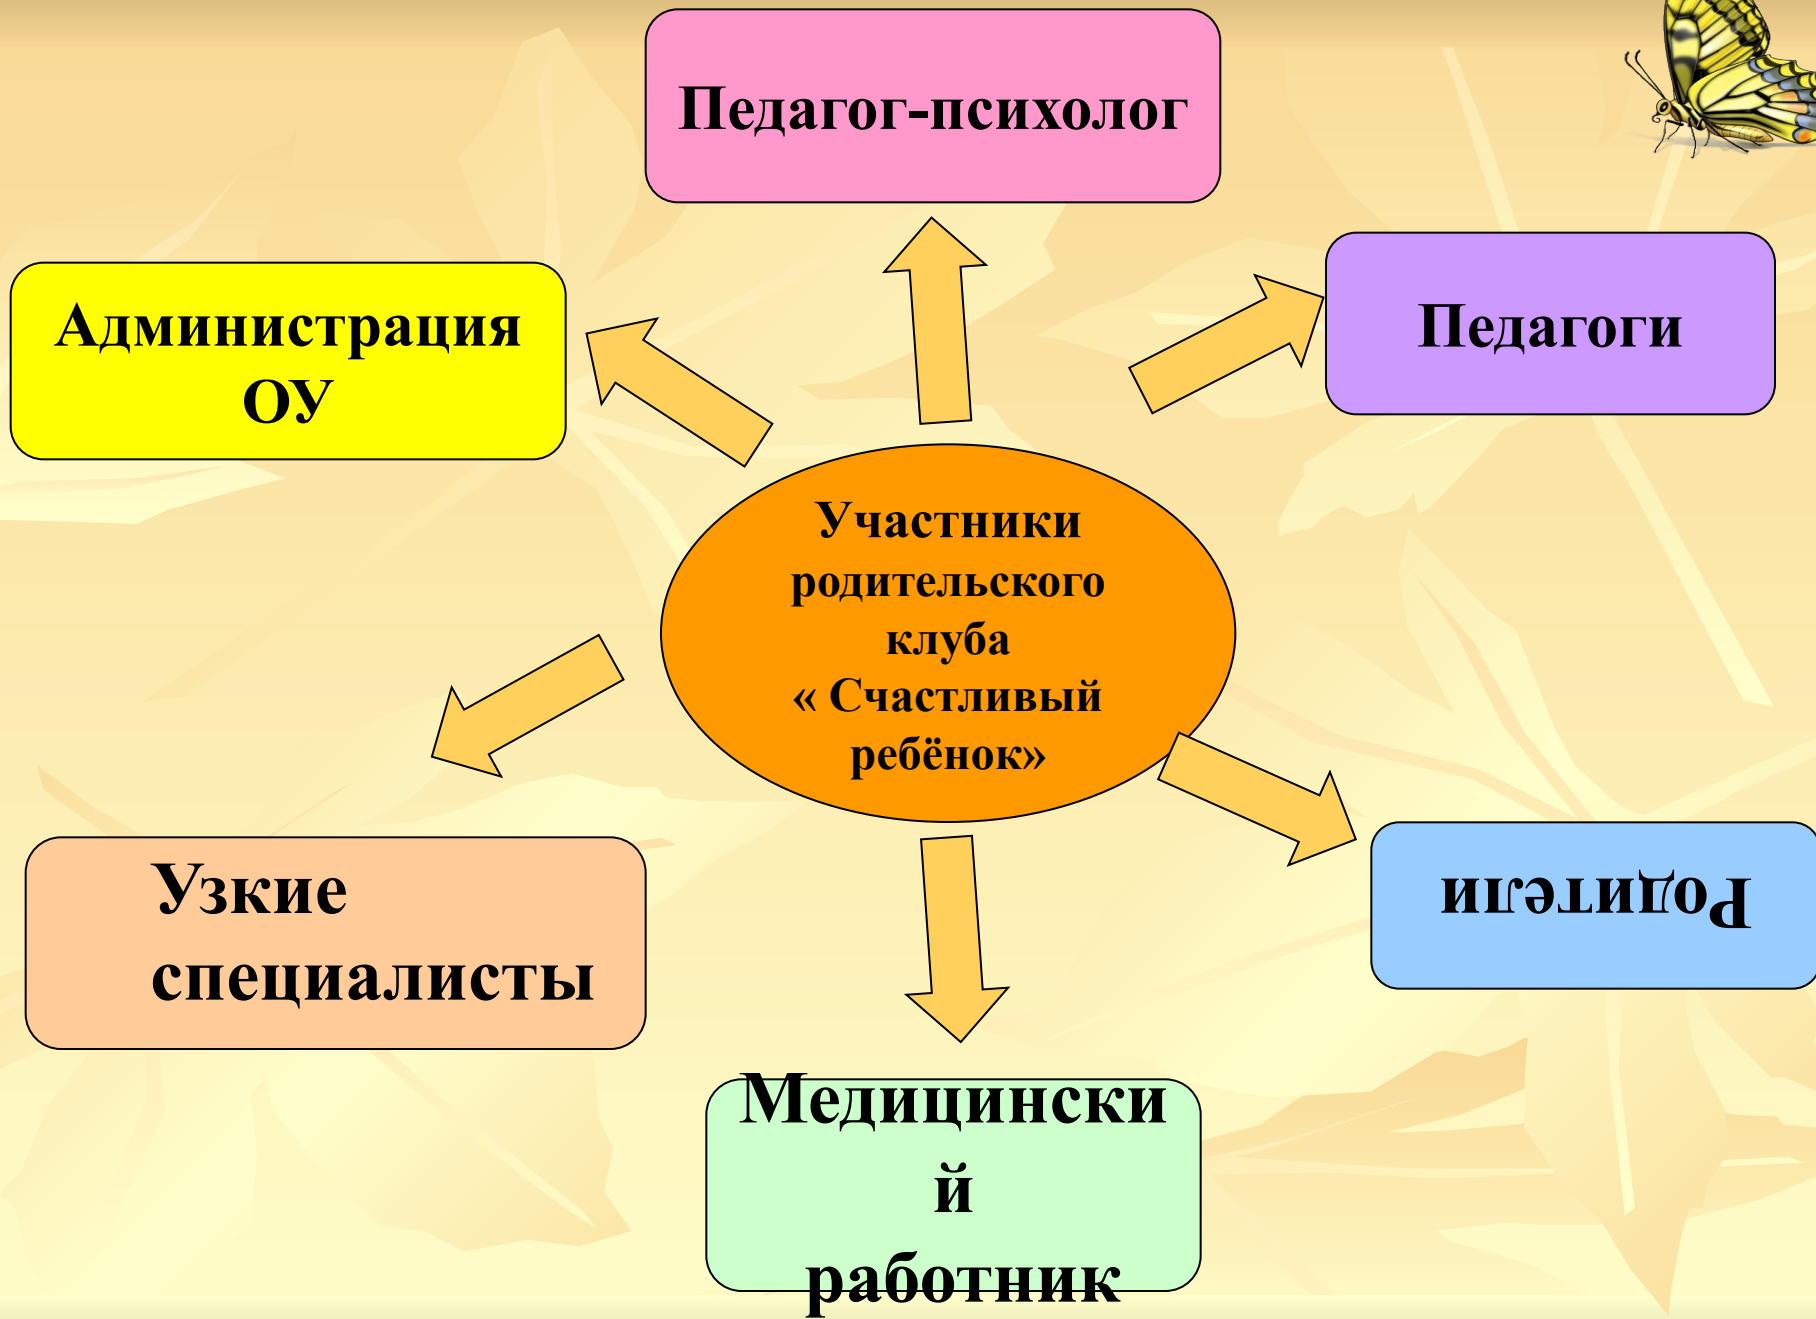 Педагог-психолог
Администрация
ОУ
Педагоги
Участники
родительского
клуба
« Счастливый
ребёнок»
Узкие
специалисты
Родители
Медицински
й
работник